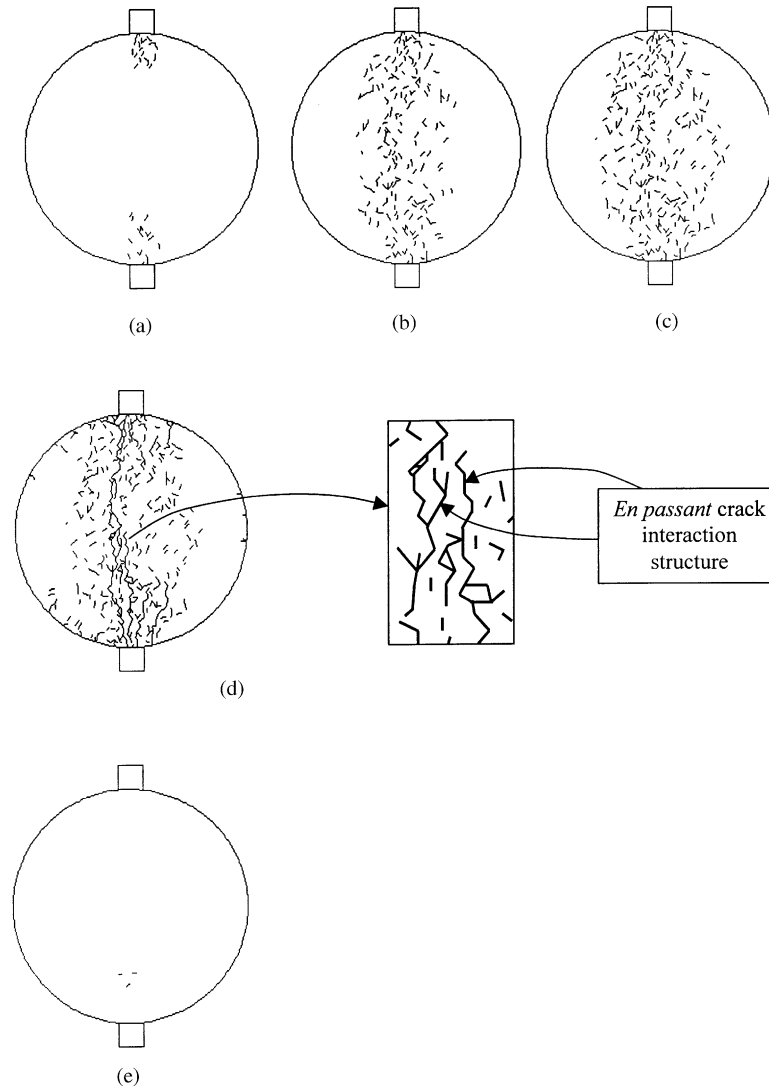 (a)
(b)
(c)
En passant crack
interaction
structure
(d)
(e)